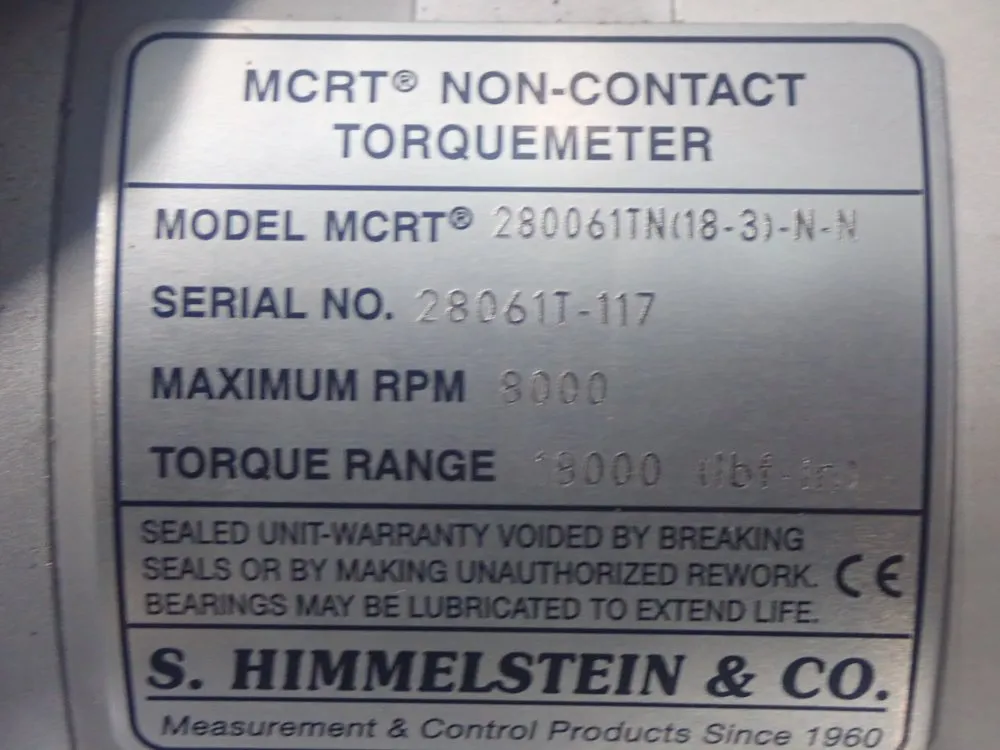 MCRT® NON-CONTACT
TORQUEMETER
MODEL MCRT® 280061TN(18-3)-N-N
SERIAL NO. 28061T-117
MAXIMUM RPM 8000
TORQUE RANGE 18000 (lbf-in)
SEALED UNIT-WARRANTY VOIDED BY BREAKING
SEALS OR BY MAKING UNAUTHORIZED REWORK.
BEARINGS MAY BE LUBRICATED TO EXTEND LIFE.
CE
S. HIMMELSTEIN & CO.
Measurement & Control Products Since 1960